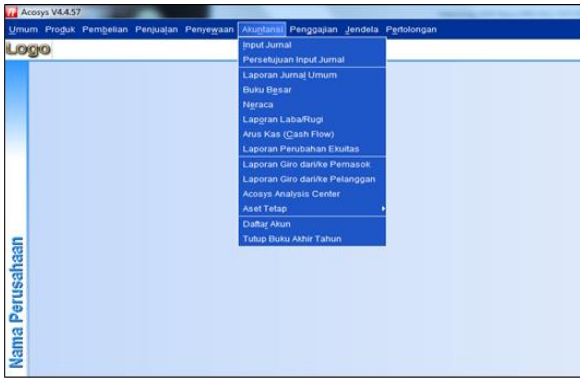 Acosys V4.4.57
Umum Produk Pembelian Penjualan Penyewaan Akuntansi Penggajian Jendela Pertolongan
Logo
Input Jurnal
Persetujuan Input Jurnal
Laporan Jurnal Umum
Buku Besar
Neraca
Laporan Laba/Rugi
Arus Kas (Cash Flow)
Laporan Perubahan Ekuitas
Laporan Giro dari/ke Pemasok
Laporan Giro dari/ke Pelanggan
Acosys Analysis Center
Aset Tetap
Daftar Akun
Tutup Buku Akhir Tahun
Nama Perusahaan